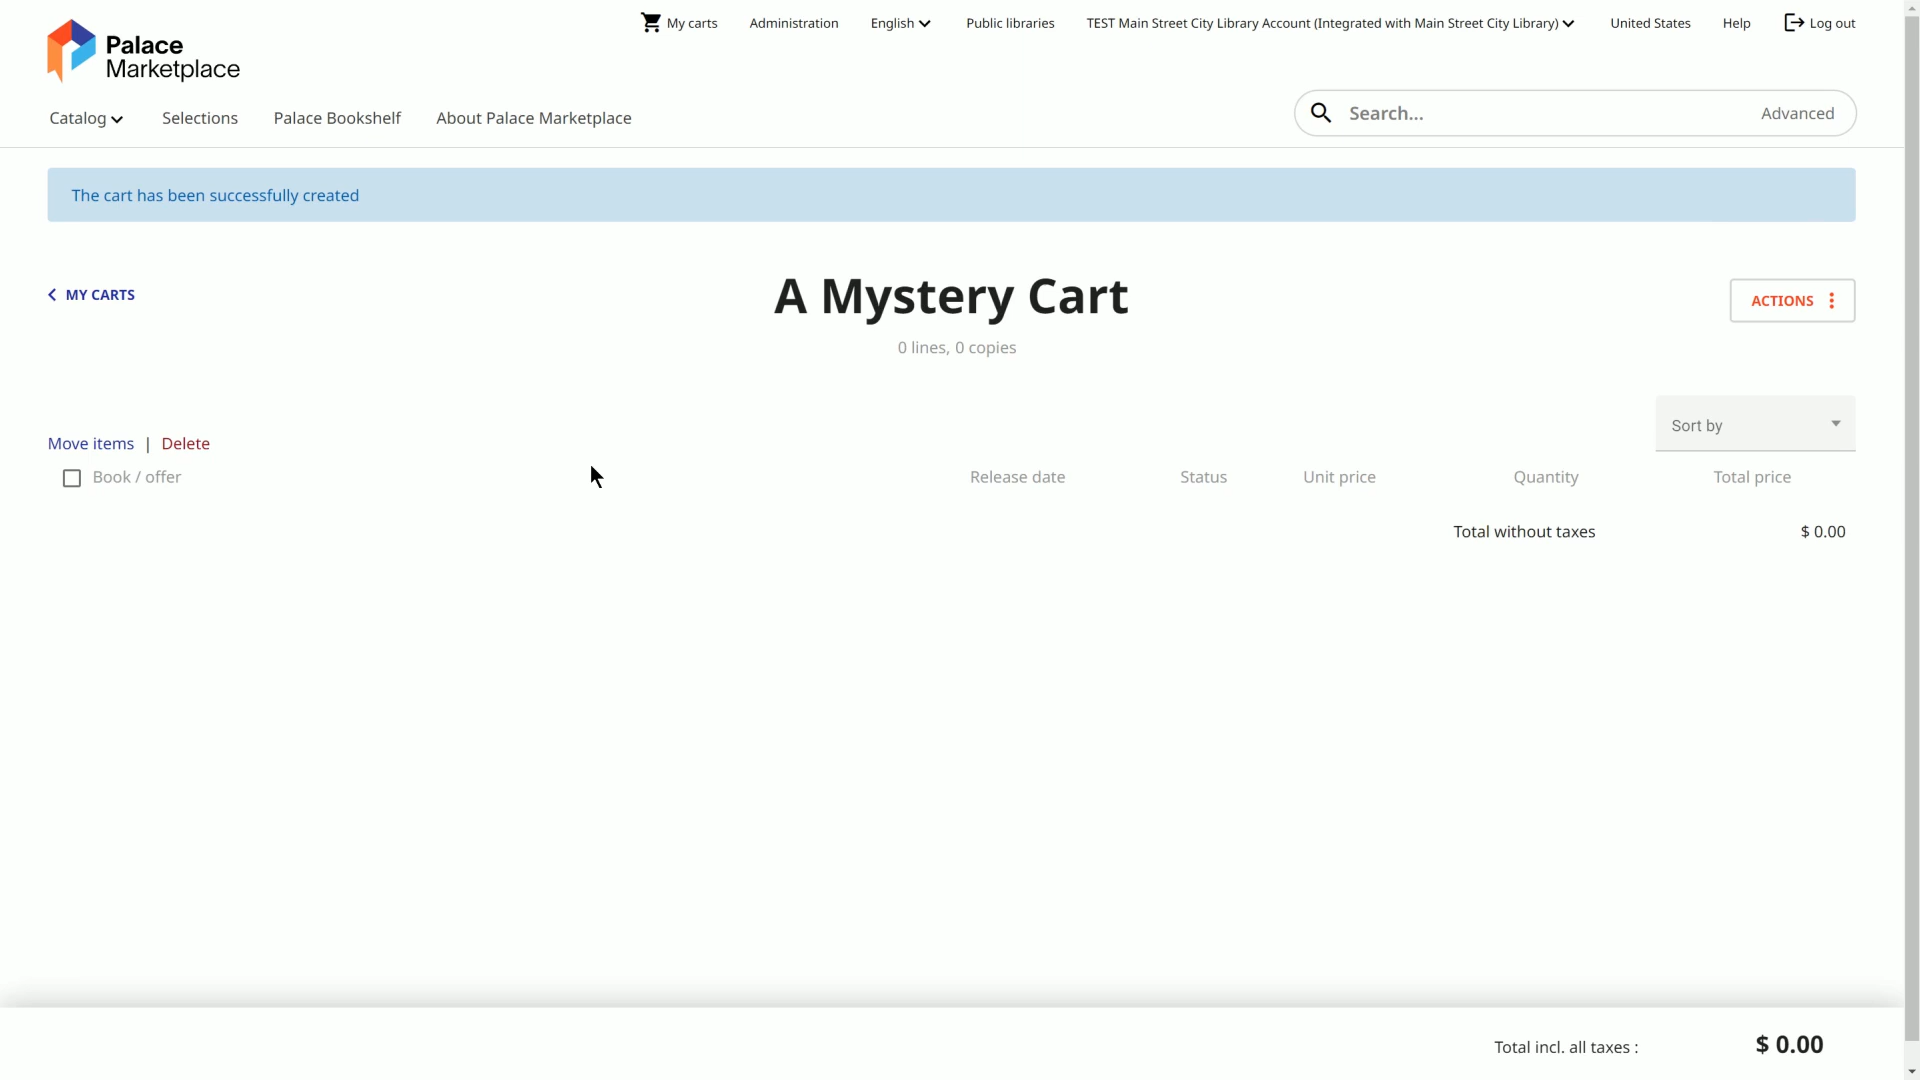 My carts Administration English Public libraries TEST Main Street City Library Account (Integrated with Main Street City Library) United States Help Log out
Palace
Marketplace
Catalog Selections Palace Bookshelf About Palace Marketplace Search... Advanced
The cart has been successfully created
MY CARTS A Mystery Cart ACTIONS
0 lines, 0 copies
Sort by
Move items | Delete
Book / offer Release date Status Unit price Quantity Total price
Total without taxes $ 0.00
Total incl. all taxes : $ 0.00